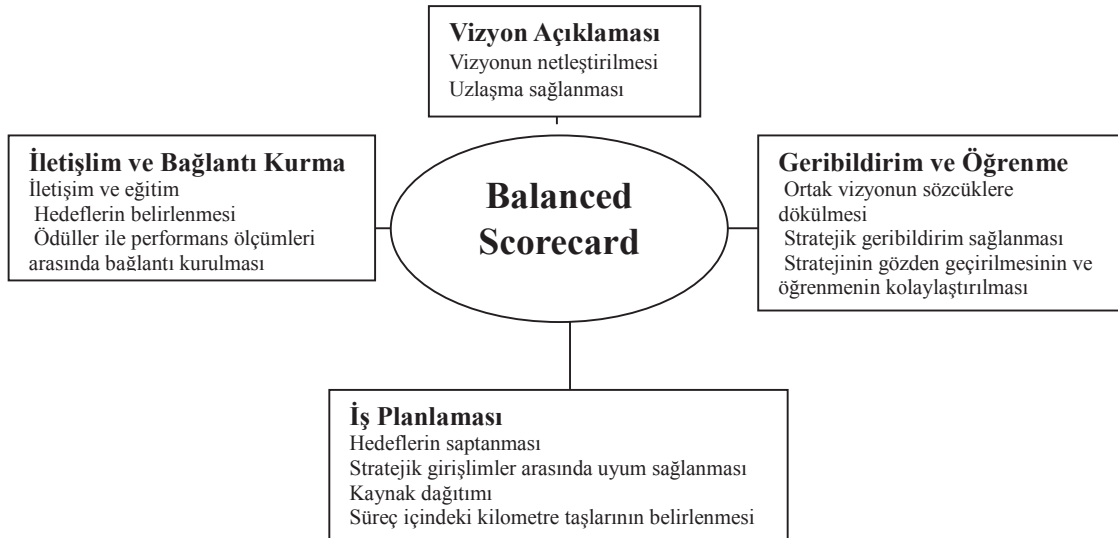 Vizyon Açıklaması
Vizyonun netleştirilmesi
Uzlaşma sağlanması
İletişlim ve Bağlantı Kurma
İletişim ve eğitim
Hedeflerin belirlenmesi
Ödüller ile performans ölçümleri
arasında bağlantı kurulması
Balanced
Scorecard
Geribildirim ve Öğrenme
Ortak vizyonun sözcüklere
dökülmesi
Stratejik geribildirim sağlanması
Stratejinin gözden geçirilmesinin ve
öğrenmenin kolaylaştırılması
İş Planlaması
Hedeflerin saptanması
Stratejik girişlimler arasında uyum sağlanması
Kaynak dağıtımı
Süreç içindeki kilometre taşlarının belirlenmesi